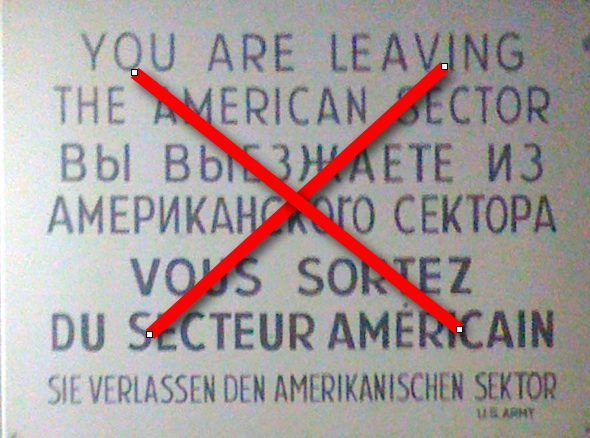 YOU ARE LEAVING
THE AMERICAN SECTOR
ВЫ ВЫЕЗЖАЕТЕ ИЗ
АМЕРИКАНСКОГО СЕКТОРА
VOUS SORTEZ
DU SECTEUR AMÉRICAIN
SIE VERLASSEN DEN AMERIKANISCHEN SEKTOR
U.S. ARMY